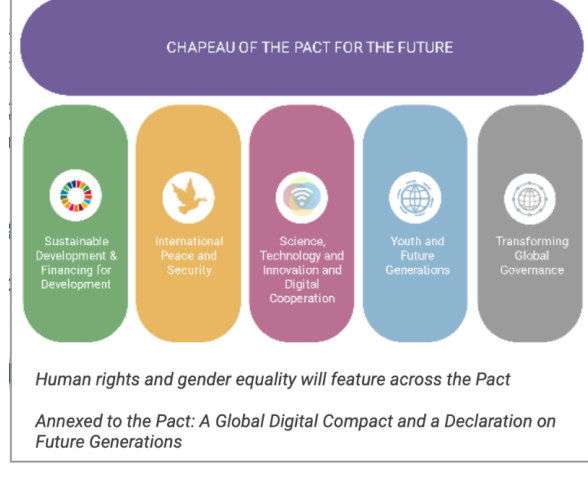 CHAPEAU OF THE PACT FOR THE FUTURE
Sustainable
Development &
Financing for
Development
International
Peace and
Security
Science,
Technology and
Innovation and
Digital
Cooperation
Youth and
Future
Generations
Transforming
Global
Governance
Human rights and gender equality will feature across the Pact
Annexed to the Pact: A Global Digital Compact and a Declaration on
Future Generations